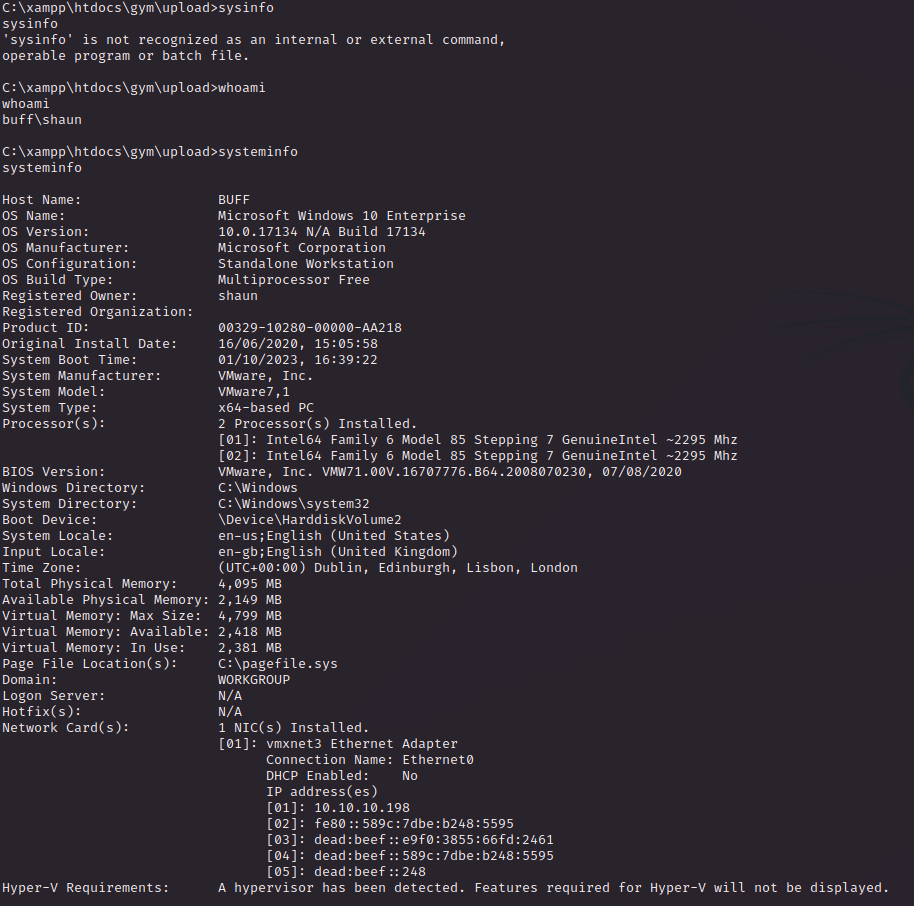 C:\xampp\htdocs\gym\upload>sysinfo
sysinfo
'sysinfo' is not recognized as an internal or external command,
operable program or batch file.
C:\xampp\htdocs\gym\upload>whoami
whoami
buff\shaun
C:\xampp\htdocs\gym\upload>systeminfo
systeminfo
Host Name:                 BUFF
OS Name:                   Microsoft Windows 10 Enterprise
OS Version:                10.0.17134 N/A Build 17134
OS Manufacturer:           Microsoft Corporation
OS Configuration:          Standalone Workstation
OS Build Type:             Multiprocessor Free
Registered Owner:          shaun
Registered Organization:
Product ID:                00329-10280-00000-AA218
Original Install Date:     16/06/2020, 15:05:58
System Boot Time:          01/10/2023, 16:39:22
System Manufacturer:       VMware, Inc.
System Model:              VMware7,1
System Type:               x64-based PC
Processor(s):              2 Processor(s) Installed.
                           [01]: Intel64 Family 6 Model 85 Stepping 7 GenuineIntel ~2295 Mhz
                           [02]: Intel64 Family 6 Model 85 Stepping 7 GenuineIntel ~2295 Mhz
BIOS Version:              VMware, Inc. VMW71.00V.16707776.B64.2008070230, 07/08/2020
Windows Directory:         C:\Windows
System Directory:          C:\Windows\system32
Boot Device:               \Device\HarddiskVolume2
System Locale:             en-us;English (United States)
Input Locale:              en-gb;English (United Kingdom)
Time Zone:                 (UTC+00:00) Dublin, Edinburgh, Lisbon, London
Total Physical Memory:     4,095 MB
Available Physical Memory: 2,149 MB
Virtual Memory: Max Size:  4,799 MB
Virtual Memory: Available: 2,418 MB
Virtual Memory: In Use:    2,381 MB
Page File Location(s):     C:\pagefile.sys
Domain:                    WORKGROUP
Logon Server:              N/A
Hotfix(s):                 N/A
Network Card(s):           1 NIC(s) Installed.
                           [01]: vmxnet3 Ethernet Adapter
                                 Connection Name: Ethernet0
                                 DHCP Enabled:    No
                                 IP address(es)
                                 [01]: 10.10.10.198
                                 [02]: fe80::589c:7dbe:b248:5595
                                 [03]: dead:beef::e9f0:3855:66fd:2461
                                 [04]: dead:beef::589c:7dbe:b248:5595
                                 [05]: dead:beef::248
Hyper-V Requirements:      A hypervisor has been detected. Features required for Hyper-V will not be displayed.